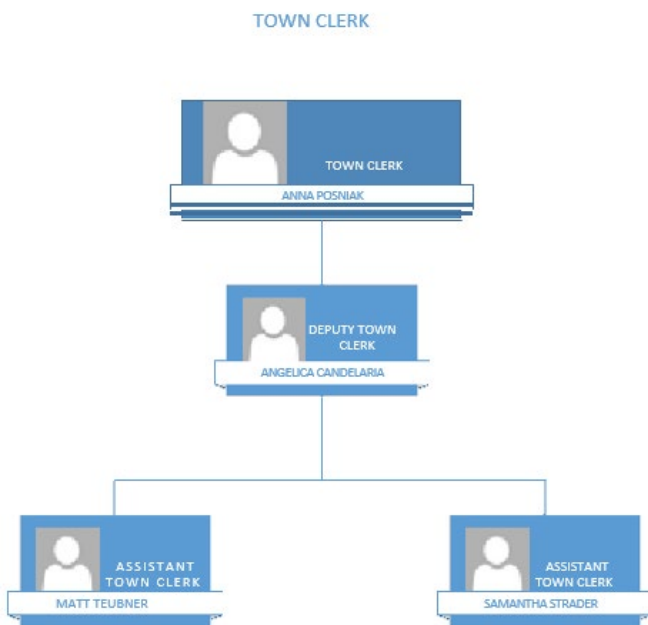 TOWN CLERK
TOWN CLERK
ANNA POSNIAK
DEPUTY TOWN
CLERK
ANGELICA CANDELARIA
ASSISTANT
TOWN CLERK
MATT TEUBNER
ASSISTANT
TOWN CLERK
SAMANTHA STRADER